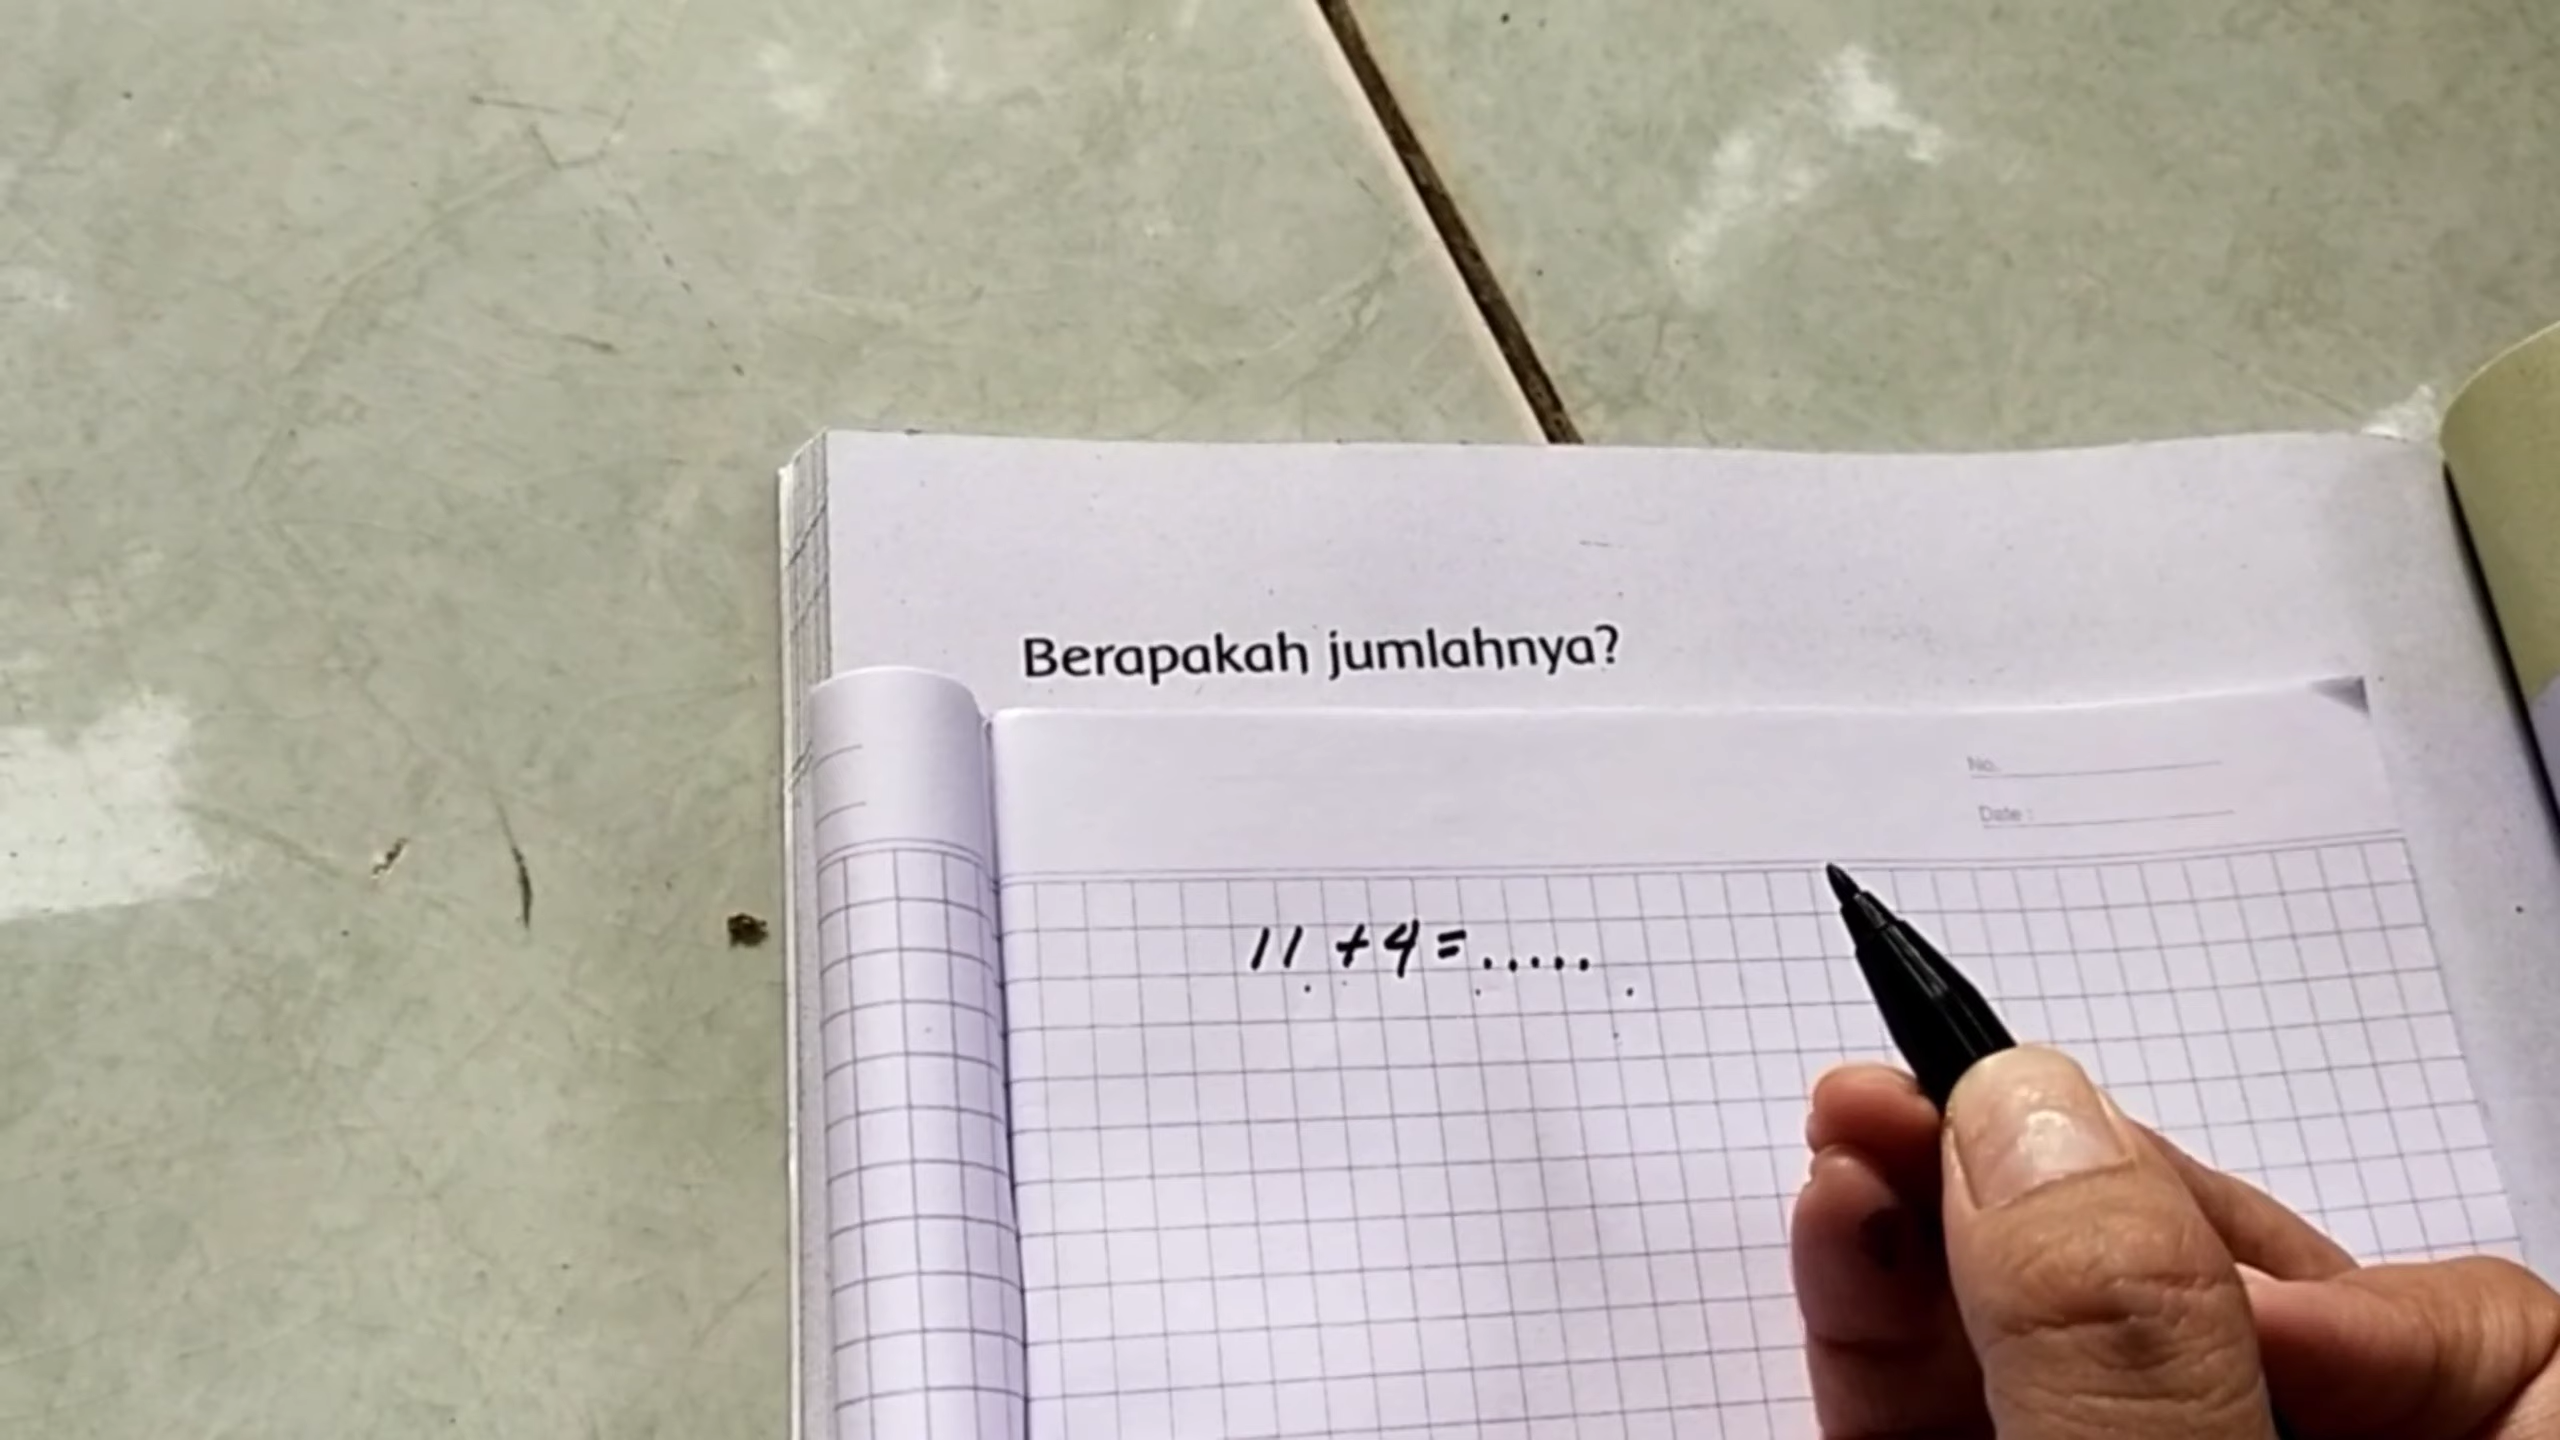 Berapakah jumlahnya?
No.
Date :
11 + 4 = .....